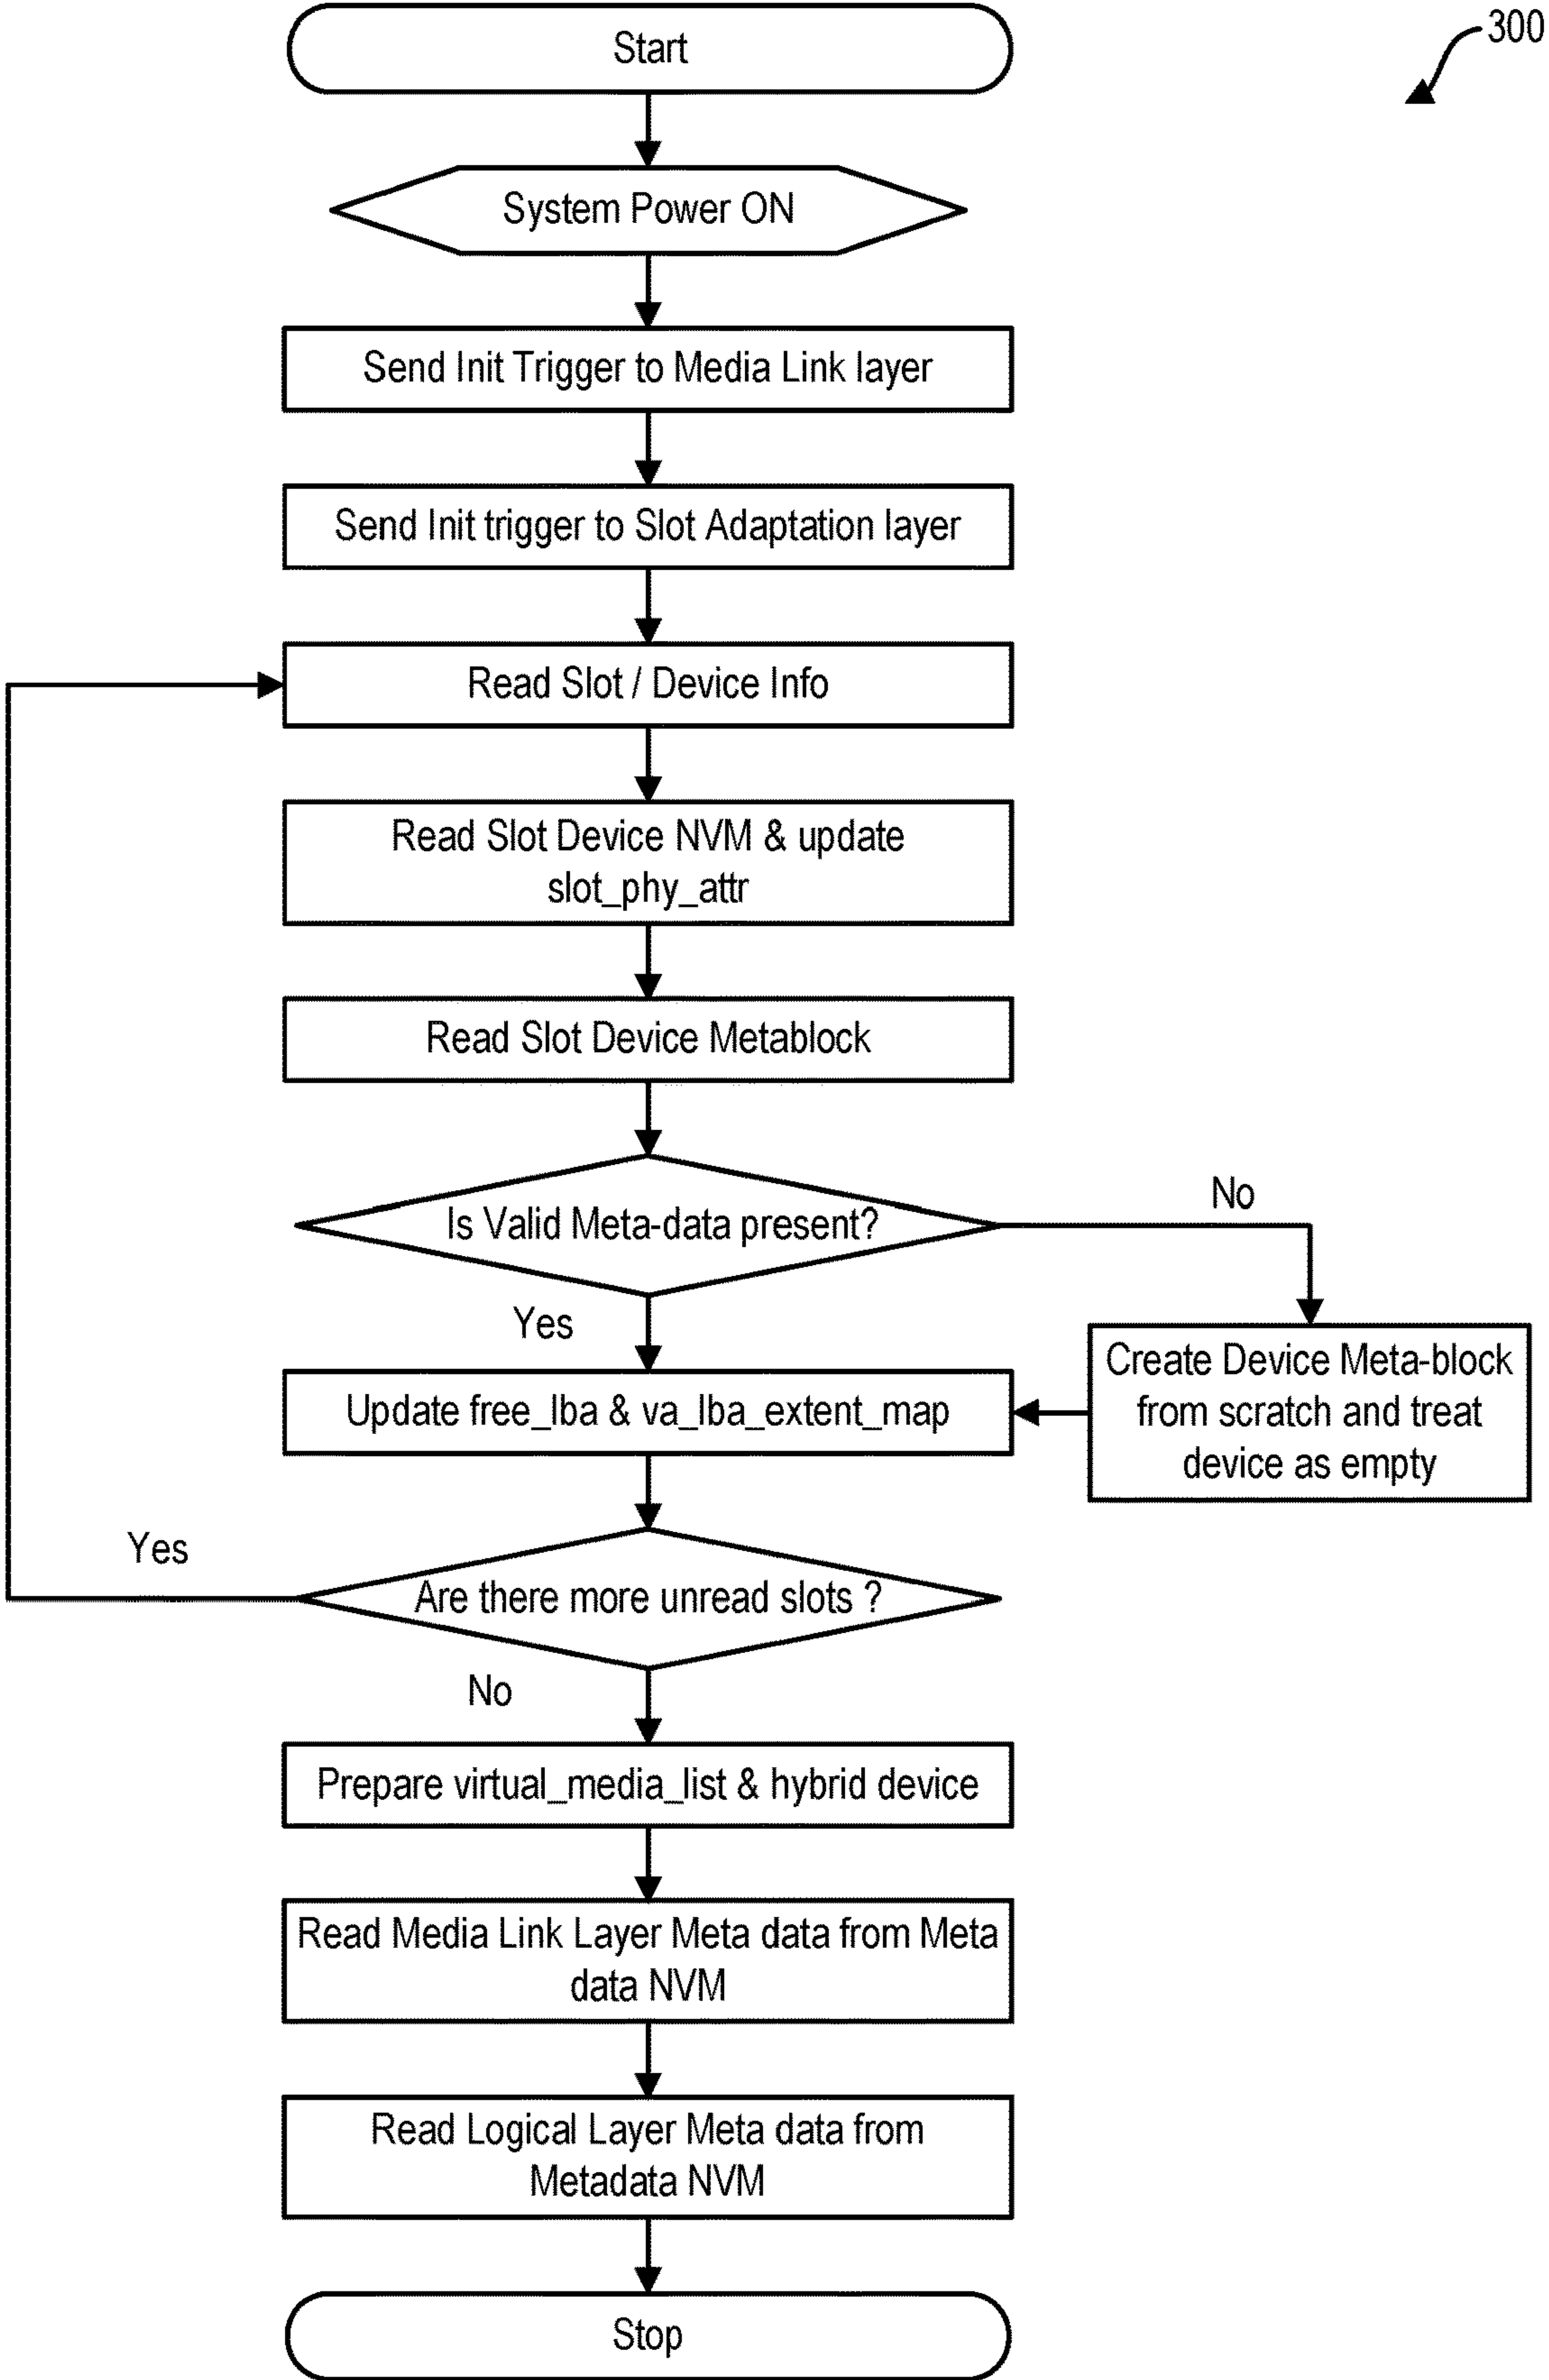 Start
300
System Power ON
Send Init Trigger to Media Link layer
Send Init trigger to Slot Adaptation layer
Read Slot / Device Info
Read Slot Device NVM & update
slot_phy_attr
Read Slot Device Metablock
Is Valid Meta-data present?
No
Yes
Create Device Meta-block
from scratch and treat
device as empty
Update free_lba & va_lba_extent_map
Yes
Are there more unread slots ?
No
Prepare virtual_media_list & hybrid device
Read Media Link Layer Meta data from Meta
data NVM
Read Logical Layer Meta data from
Metadata NVM
Stop